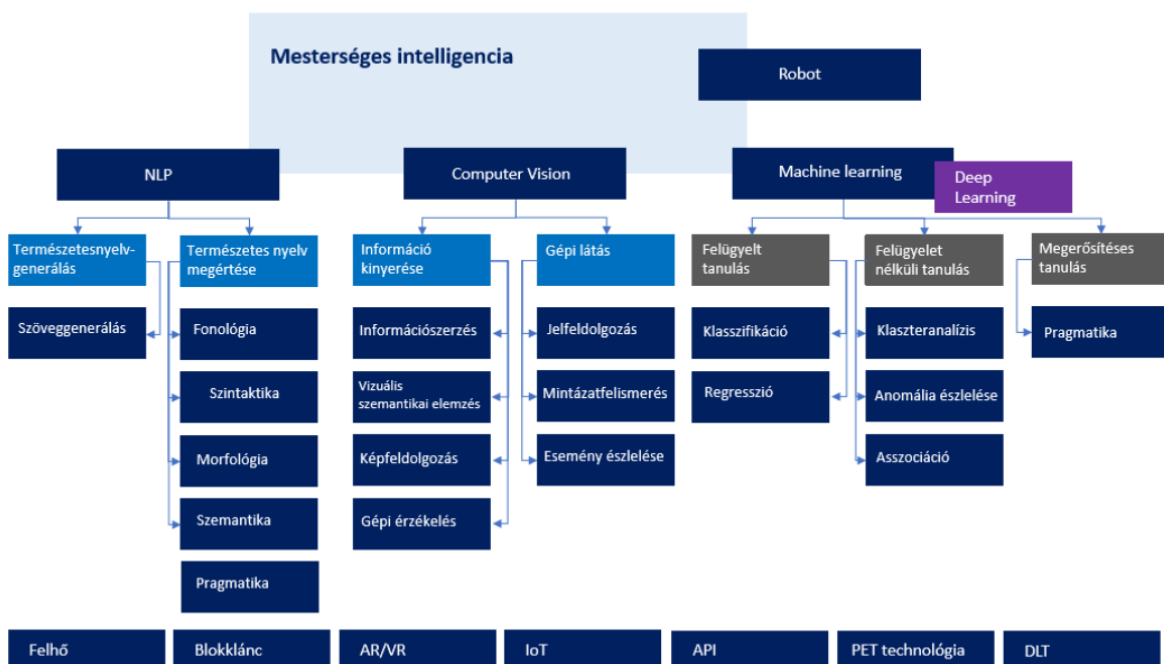 Mesterséges intelligencia
Robot
NLP
Computer Vision
Machine learning
Deep
Learning
Természetesnyelv-
generálás
Természetes nyelv
megértése
Információ
kinyerése
Gépi látás
Felügyelt
tanulás
Felügyelet
nélküli tanulás
Megerősítéses
tanulás
Szöveggenerálás
Fonológia
Információszerzés
Jelfeldolgozás
Klasszifikáció
Klaszteranalízis
Pragmatika
Szintaktika
Vizuális
szemantikai elemzés
Mintázatfelismerés
Regresszió
Anomália észlelése
Morfológia
Képfeldolgozás
Esemény észlelése
Asszociáció
Szemantika
Gépi érzékelés
Pragmatika
Felhő
Blokklánc
AR/VR
IoT
API
PET technológia
DLT